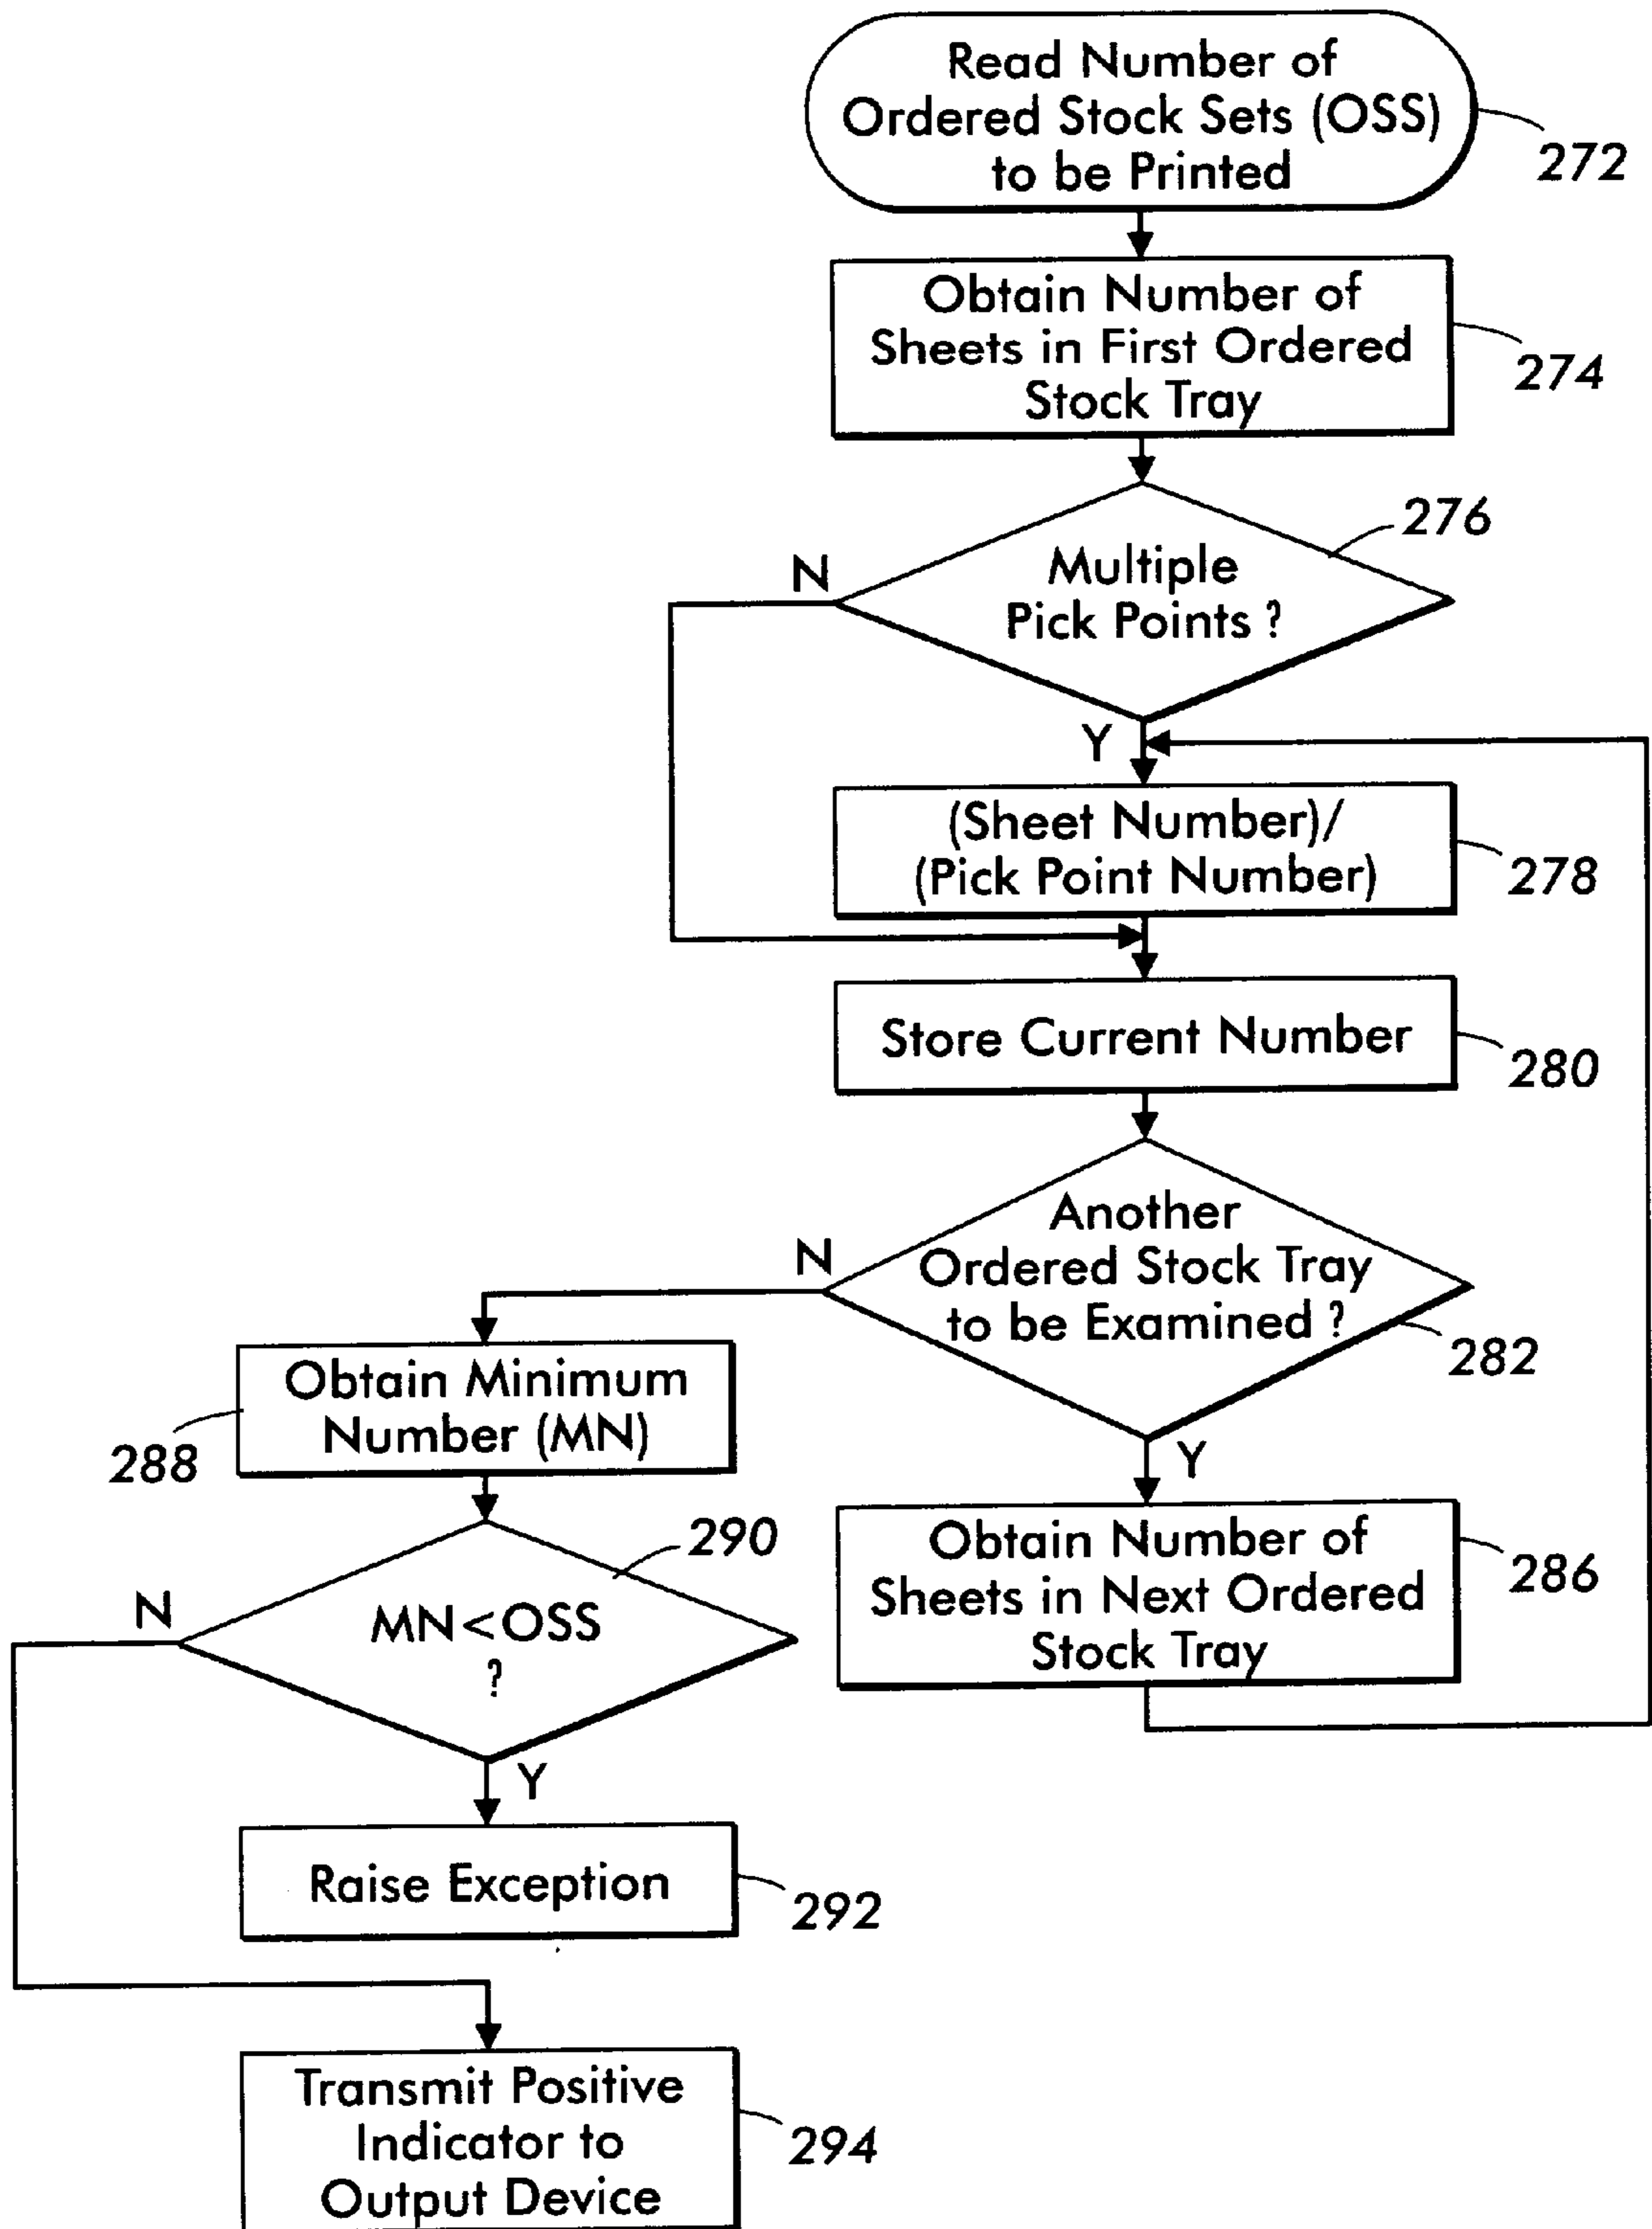 Read Number of
Ordered Stock Sets (OSS)
to be Printed
272
Obtain Number of
Sheets in First Ordered
Stock Tray
274
276
N
Multiple
Pick Points ?
Y
(Sheet Number)/
(Pick Point Number)
278
Store Current Number
280
Another
Ordered Stock Tray
to be Examined ?
N
282
Y
Obtain Minimum
Number (MN)
288
Obtain Number of
Sheets in Next Ordered
Stock Tray
286
290
N
MN<OSS
?
Y
Raise Exception
292
Transmit Positive
Indicator to
Output Device
294